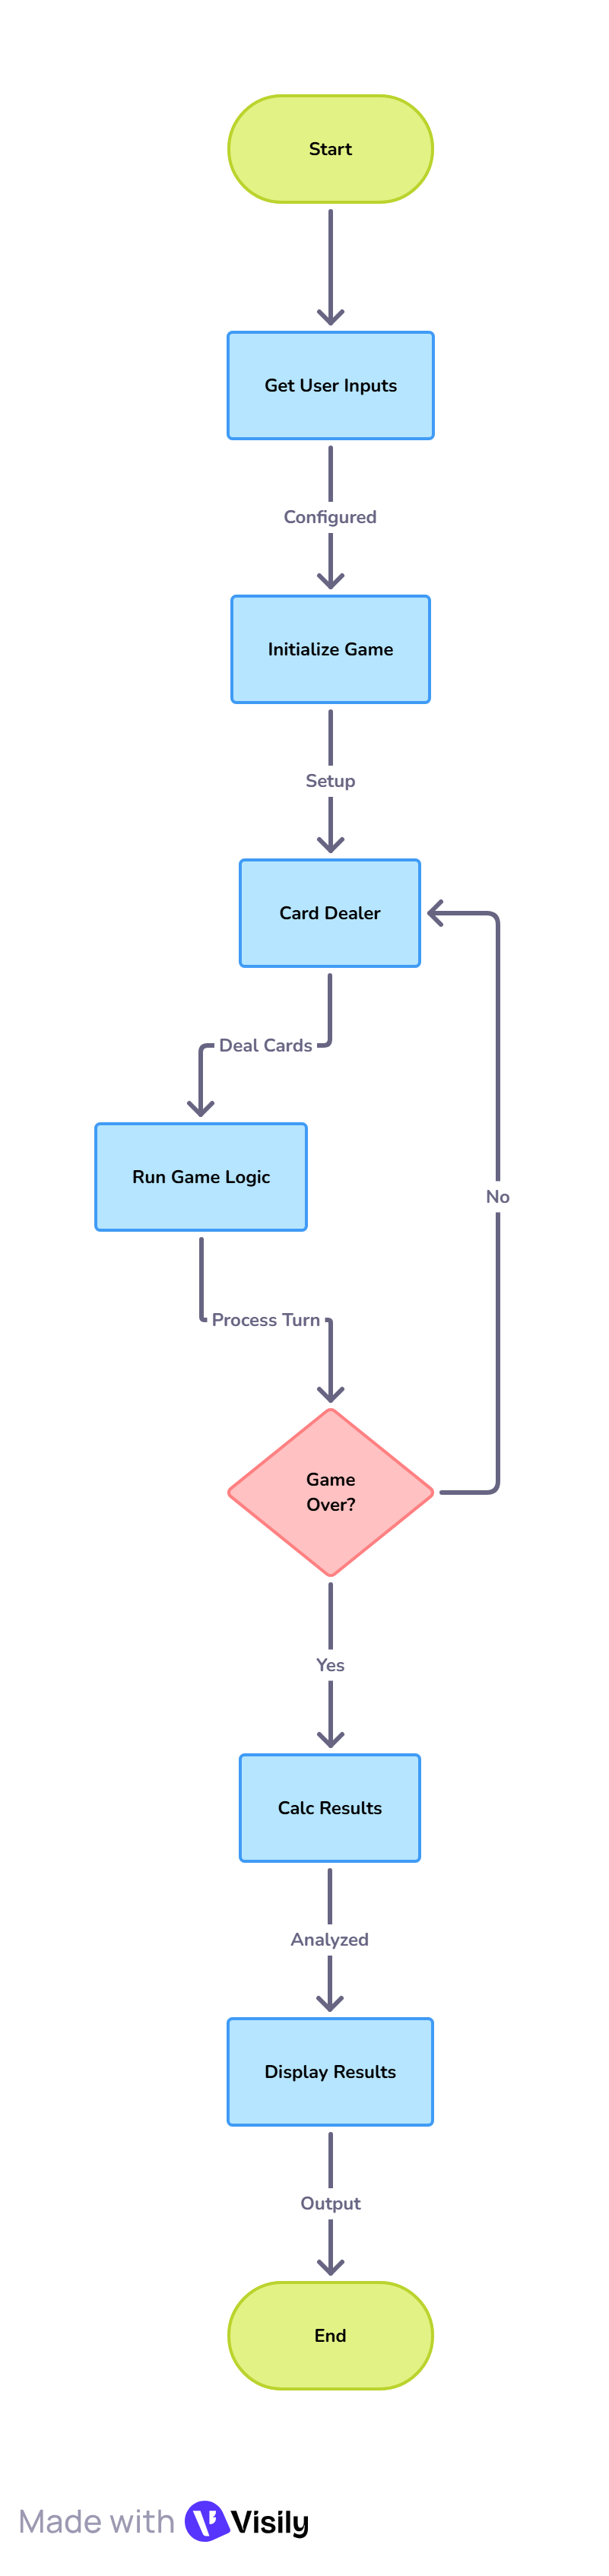 Start
Get User Inputs
Configured
Initialize Game
Setup
Card Dealer
Deal Cards
Run Game Logic
No
Process Turn
Game
Over?
Yes
Calc Results
Analyzed
Display Results
Output
End
Made with Visily